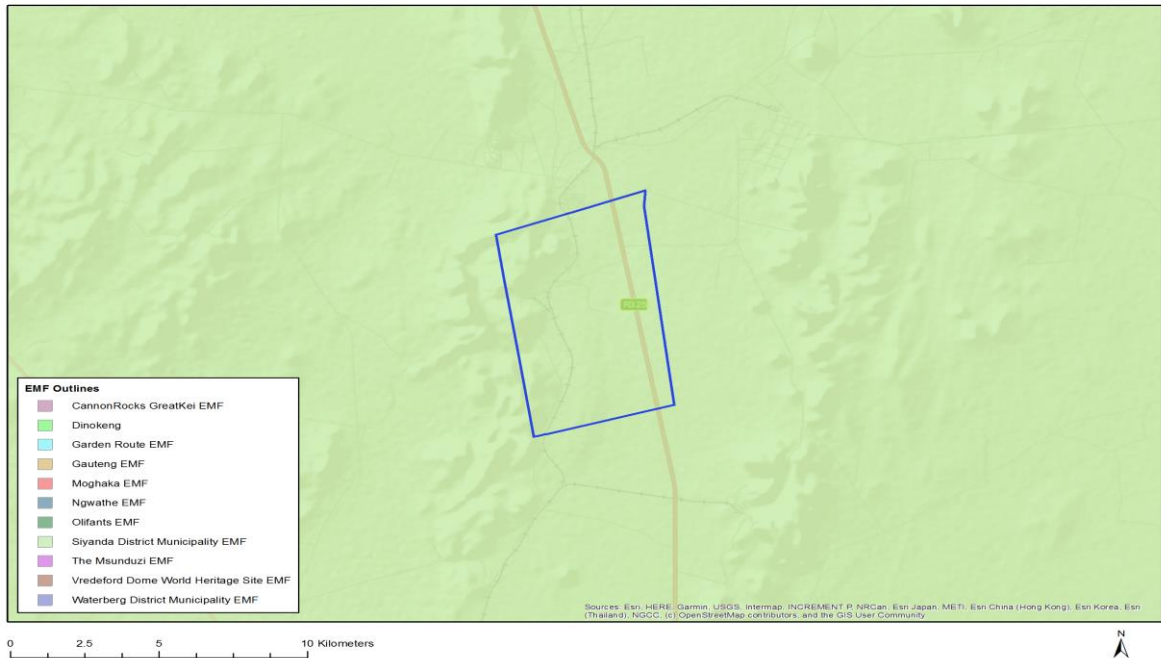 EMF Outlines
CannonRocks GreatKei EMF
Dinokeng
Garden Route EMF
Gauteng EMF
Moghaka EMF
Ngwathe EMF
Olifants EMF
Siyanda District Municipality EMF
The Msunduzi EMF
Vredeford Dome World Heritage Site EMF
Waterberg District Municipality EMF
Sources: Esri, HERE, Garmin, USGS, Intermap, INCREMENT P, NRCan, Esri Japan, METI, Esri China (Hong Kong), Esri Korea, Esri
(Thailand), NGCC, (c) OpenStreetMap contributors, and the GIS User Community
0 2.5 5 10 Kilometers
N